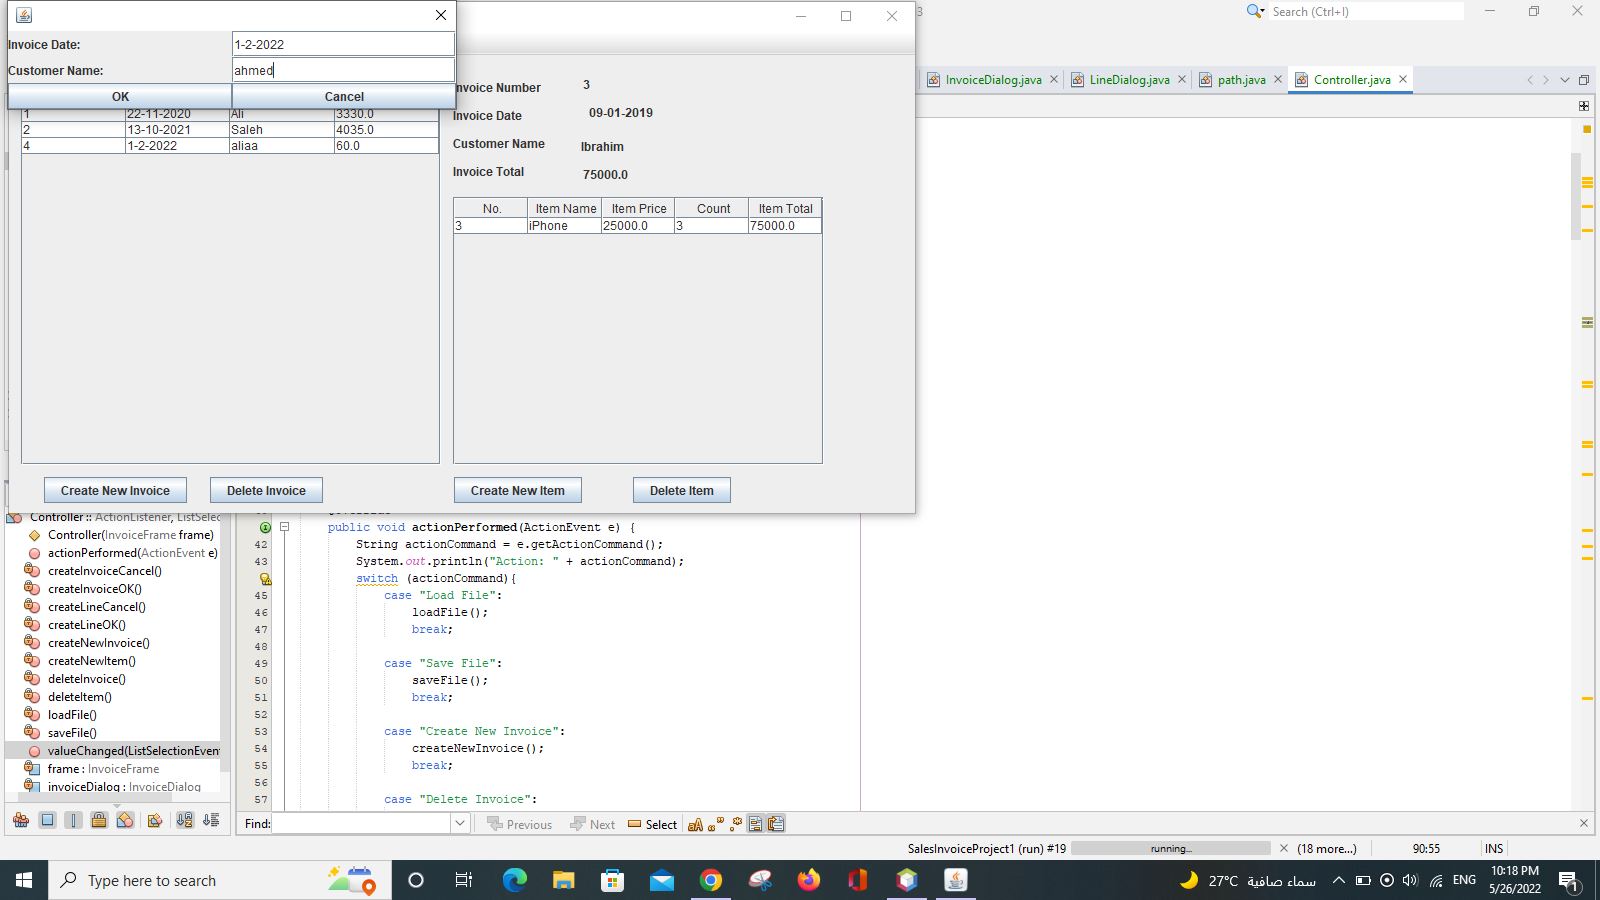 Invoice Date:
1-2-2022
Customer Name:
ahmed
OK
Cancel
1
22-11-2020
Ali
3330.0
2
13-10-2021
Saleh
4035.0
4
1-2-2022
aliaa
60.0
Invoice Number
3
Invoice Date
09-01-2019
Customer Name
Ibrahim
Invoice Total
75000.0
No.
Item Name
Item Price
Count
Item Total
3
iPhone
25000.0
3
75000.0
Create New Invoice
Delete Invoice
Create New Item
Delete Item
3
Search (Ctrl+I)
InvoiceDialog.java
LineDialog.java
path.java
Controller.java
Controller :: ActionListener, ListSelec
Controller(InvoiceFrame frame)
actionPerformed(ActionEvent e)
createInvoiceCancel()
createInvoiceOK()
createLineCancel()
createLineOK()
createNewInvoice()
createNewItem()
deleteInvoice()
deleteItem()
loadFile()
saveFile()
valueChanged(ListSelectionEven
frame : InvoiceFrame
invoiceDialog : InvoiceDialog
public void actionPerformed(ActionEvent e) {
42 String actionCommand = e.getActionCommand();
43 System.out.println("Action: " + actionCommand);
switch (actionCommand){
45 case "Load File":
46 loadFile();
47 break;
48
49 case "Save File":
50 saveFile();
51 break;
52
53 case "Create New Invoice":
54 createNewInvoice();
55 break;
56
57 case "Delete Invoice":
Find:
Previous
Next
Select
SalesInvoiceProject1 (run) #19
running...
(18 more...)
90:55
INS
Type here to search
27°C
سماء صافية
ENG
10:18 PM
5/26/2022
1